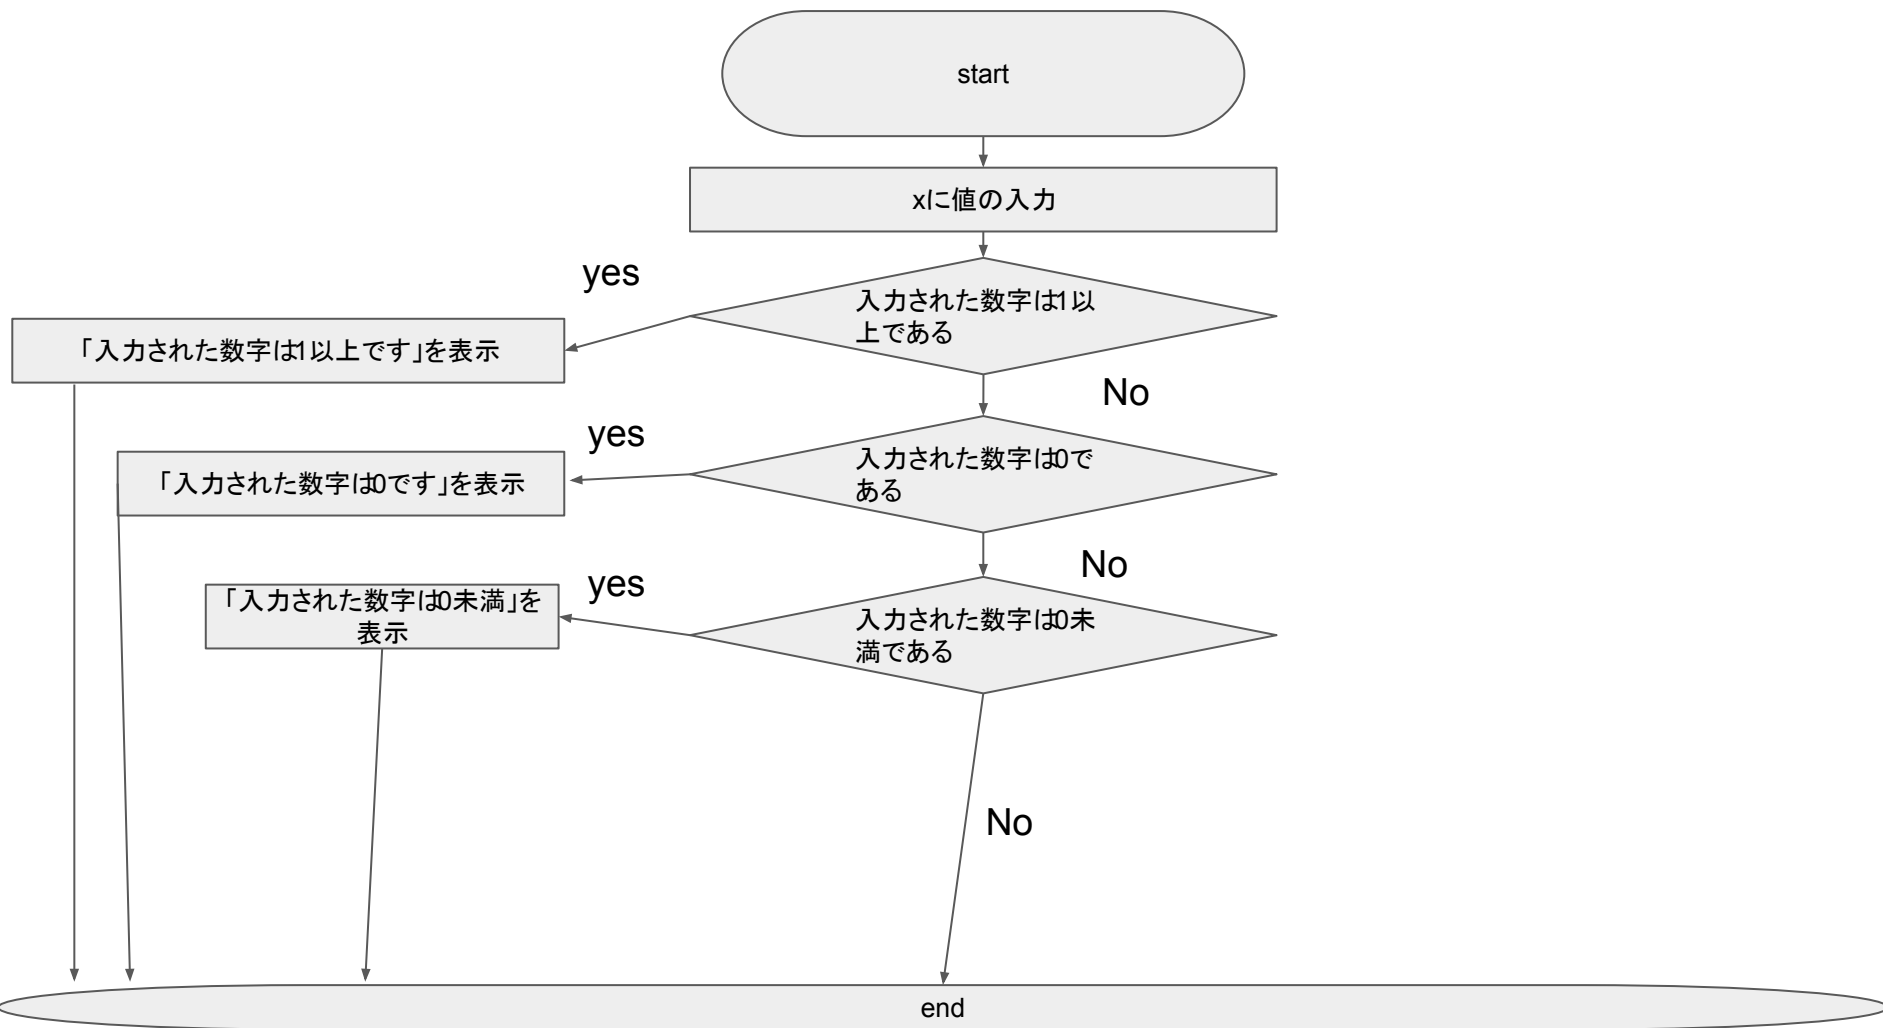 start
xに値の入力
yes
入力された数字は1以
上である
「入力された数字は1以上です」を表示
No
yes
入力された数字は0で
ある
「入力された数字は0です」を表示
No
yes
入力された数字は0未
満である
「入力された数字は0未満」を
表示
No
end